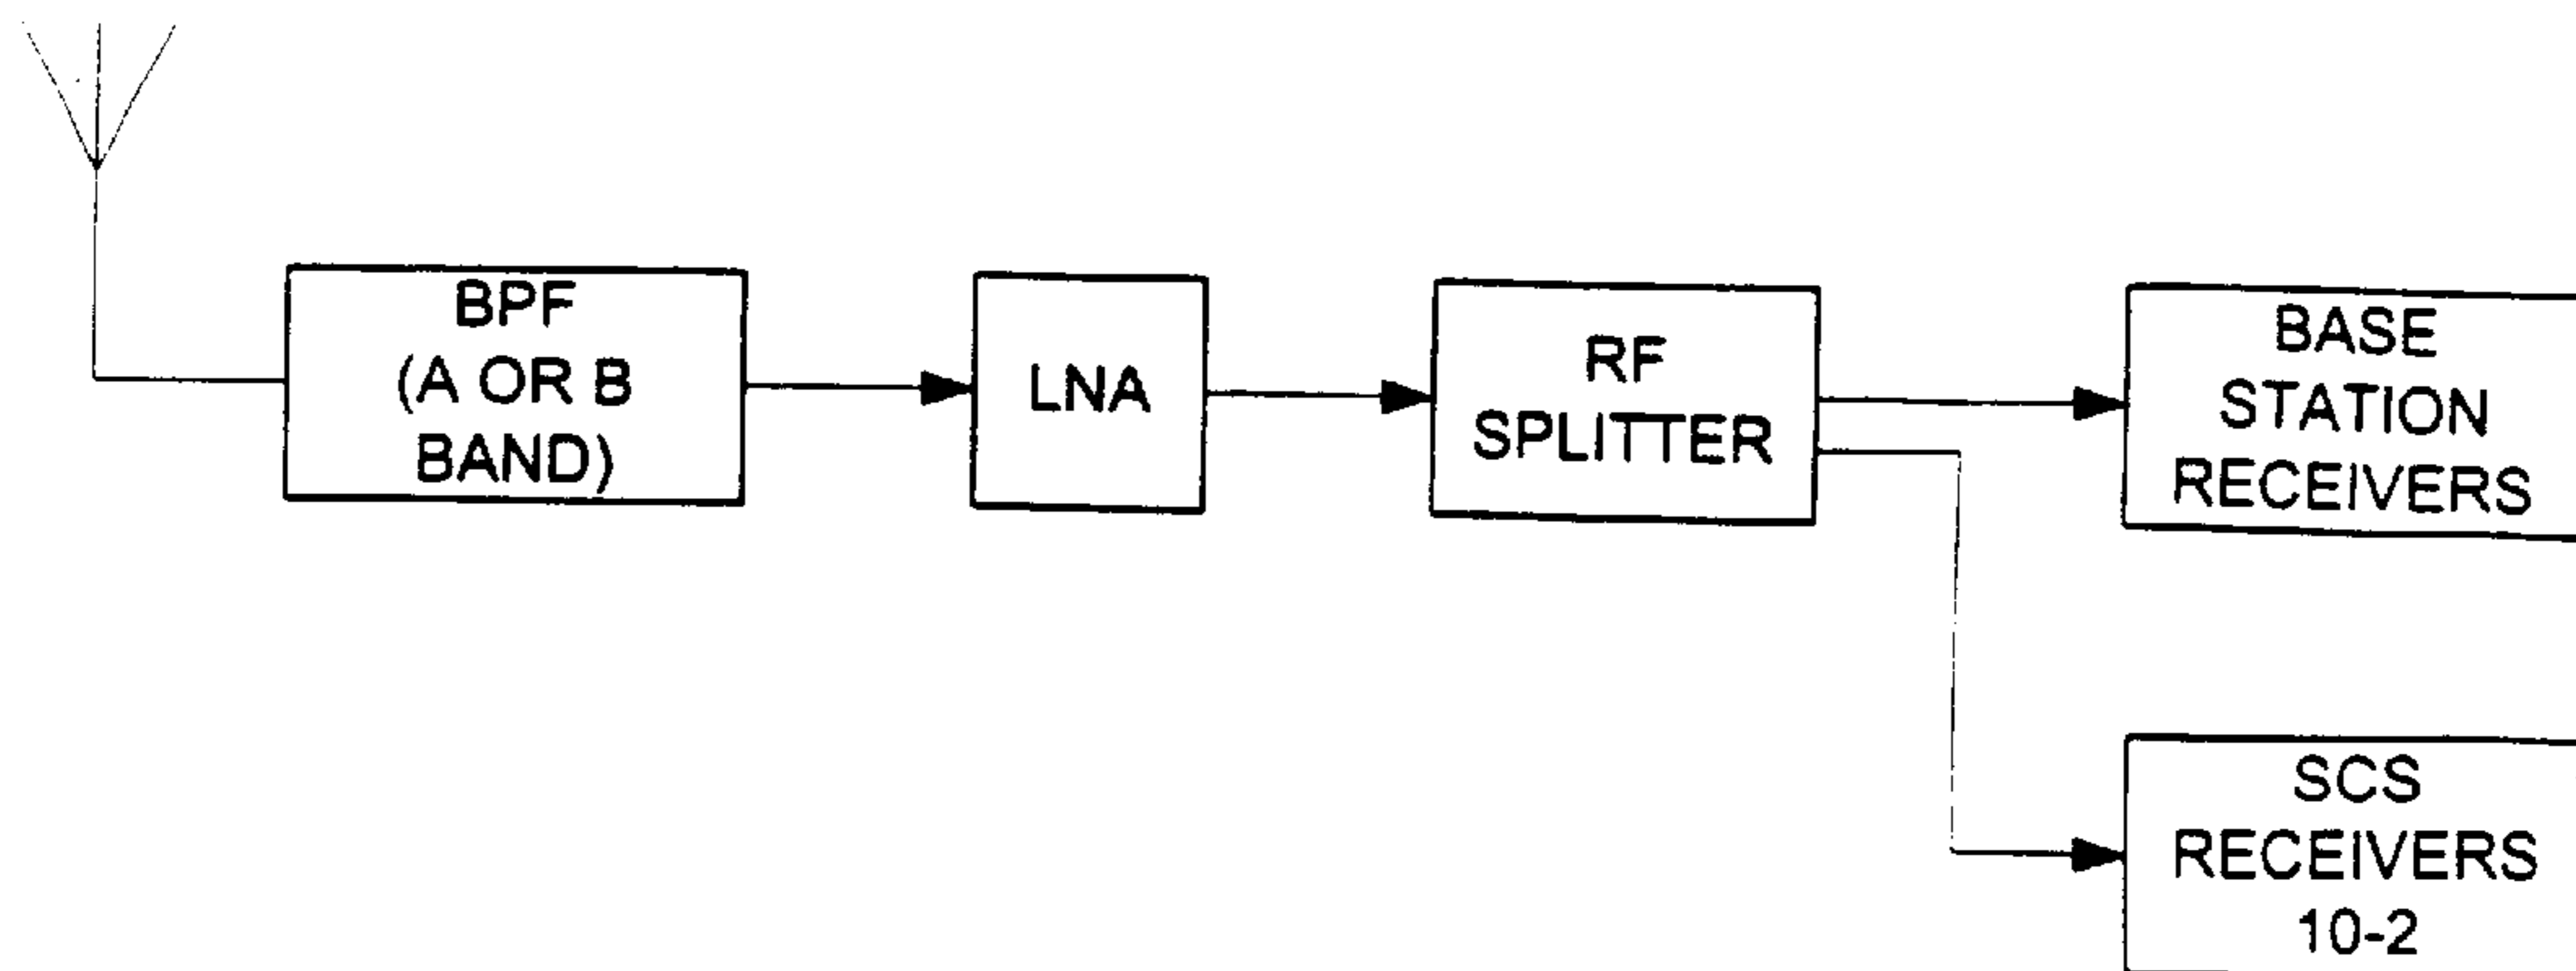 BPF
(A OR B
BAND)
LNA
RF
SPLITTER
BASE
STATION
RECEIVERS
SCS
RECEIVERS
10-2